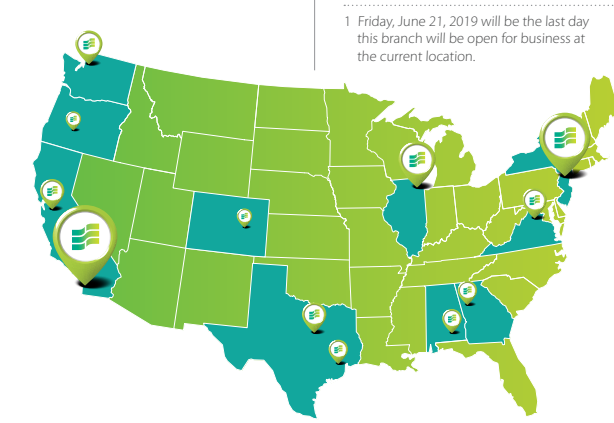 1 Friday, June 21, 2019 will be the last day
this branch will be open for business at
the current location.